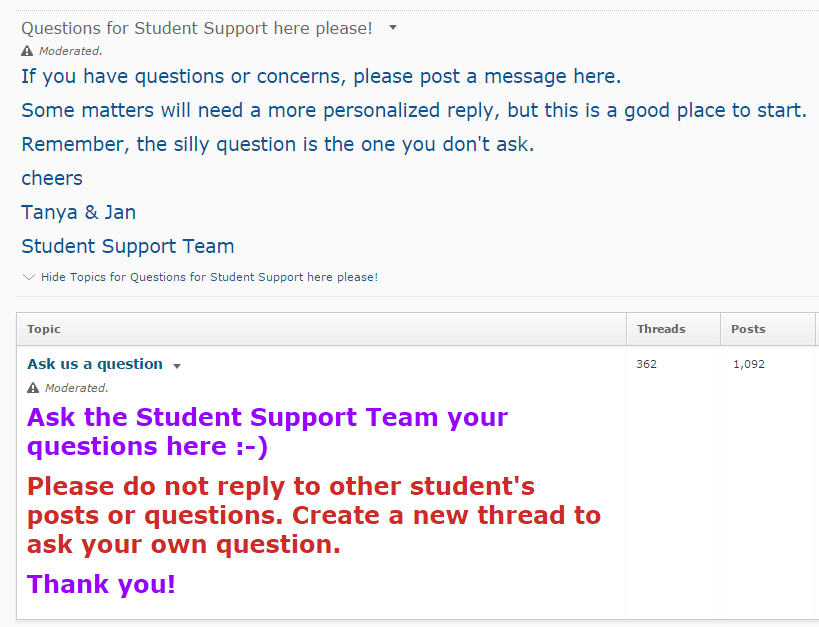 Questions for Student Support here please!
Moderated.
If you have questions or concerns, please post a message here.
Some matters will need a more personalized reply, but this is a good place to start.
Remember, the silly question is the one you don't ask.
cheers
Tanya & Jan
Student Support Team
Hide Topics for Questions for Student Support here please!
Topic Threads Posts
Ask us a question 362 1,092
Moderated.
Ask the Student Support Team your
questions here :-)
Please do not reply to other student's
posts or questions. Create a new thread to
ask your own question.
Thank you!